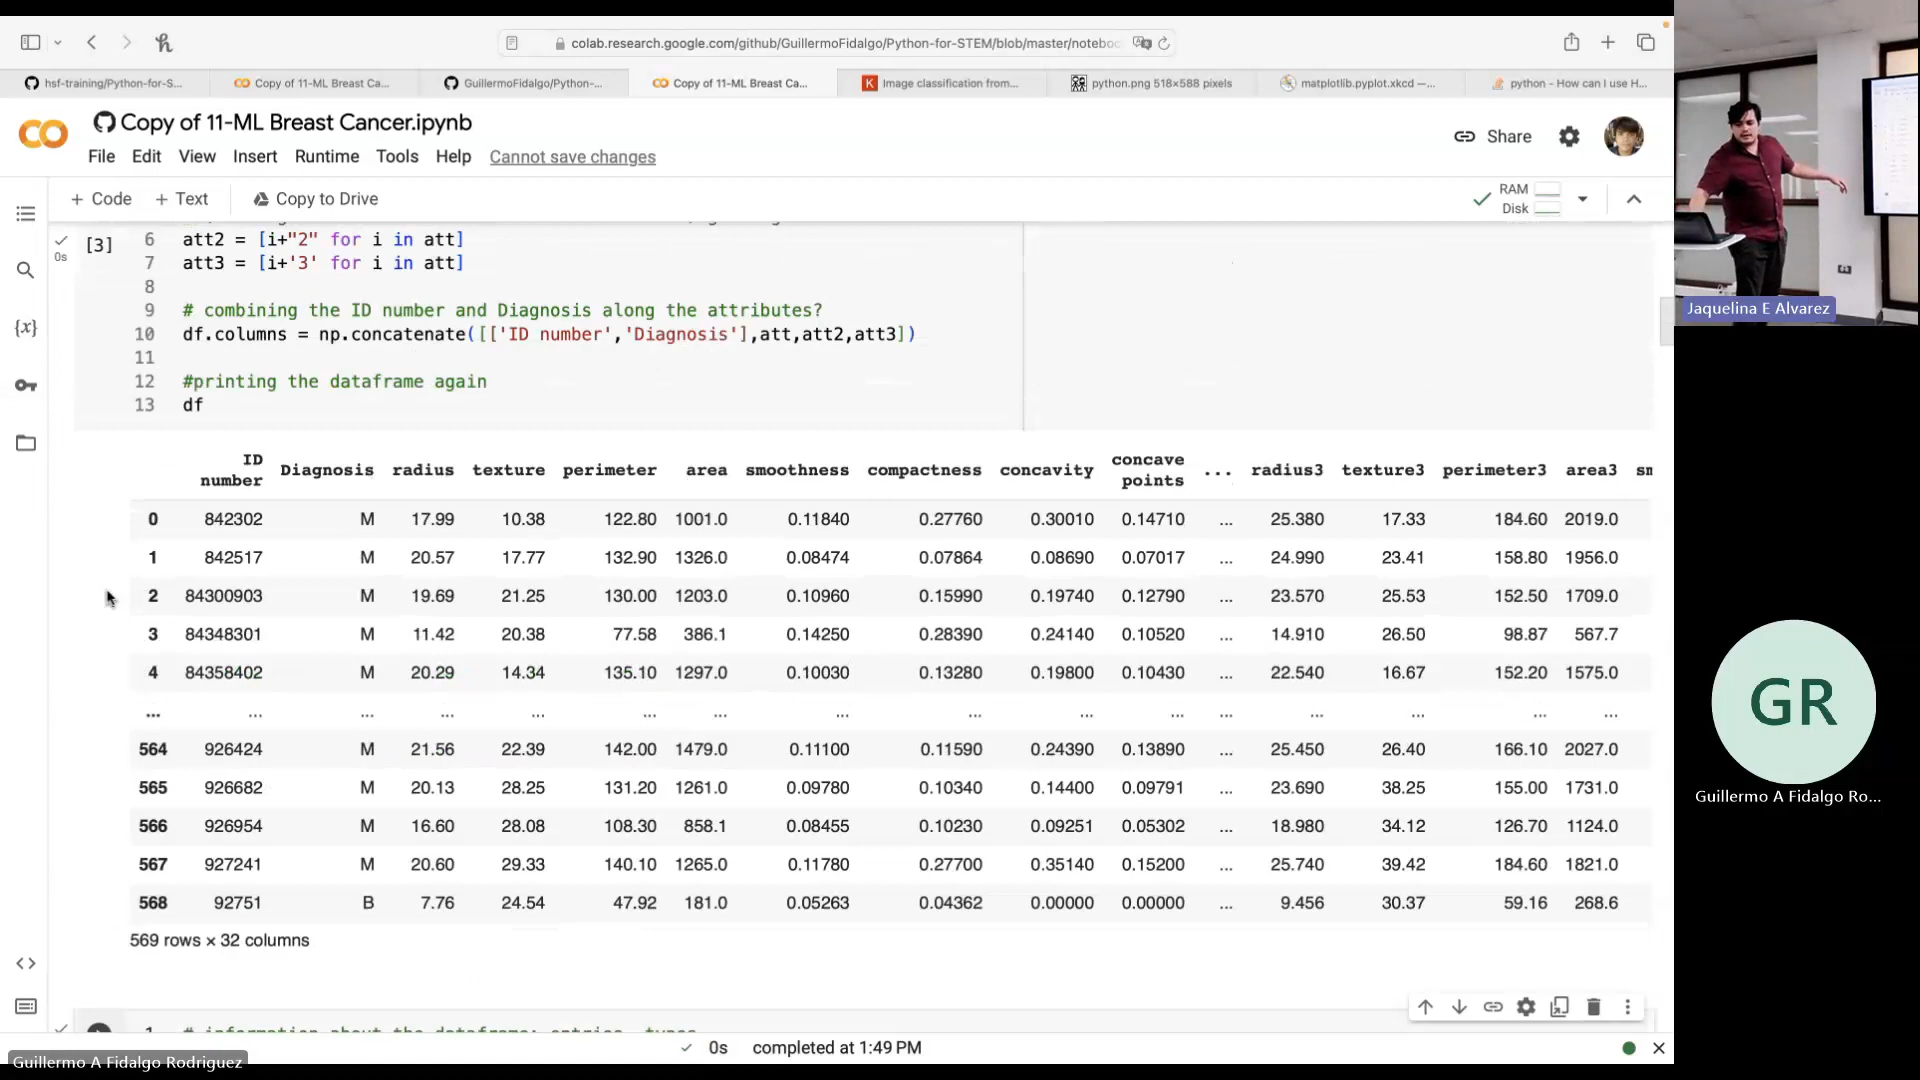 colab.research.google.com/github/GuillermoFidalgo/Python-for-STEM/blob/master/noteboo
hsf-training/Python-for-S...
Copy of 11-ML Breast Ca...
GuillermoFidalgo/Python-...
Copy of 11-ML Breast Ca...
Image classification from...
python.png 518×588 pixels
matplotlib.pyplot.xkcd —...
python - How can I use H...
CO
Copy of 11-ML Breast Cancer.ipynb
File Edit View Insert Runtime Tools Help Cannot save changes
Share
+ Code + Text Copy to Drive
RAM
Disk
[3]
0s
6 att2 = [i+"2" for i in att]
7 att3 = [i+'3' for i in att]
8
9 # combining the ID number and Diagnosis along the attributes?
10 df.columns = np.concatenate([['ID number','Diagnosis'],att,att2,att3])
11
12 #printing the dataframe again
13 df
ID number Diagnosis radius texture perimeter area smoothness compactness concavity concave points ... radius3 texture3 perimeter3 area3 sm
0 842302 M 17.99 10.38 122.80 1001.0 0.11840 0.27760 0.30010 0.14710 ... 25.380 17.33 184.60 2019.0
1 842517 M 20.57 17.77 132.90 1326.0 0.08474 0.07864 0.08690 0.07017 ... 24.990 23.41 158.80 1956.0
2 84300903 M 19.69 21.25 130.00 1203.0 0.10960 0.15990 0.19740 0.12790 ... 23.570 25.53 152.50 1709.0
3 84348301 M 11.42 20.38 77.58 386.1 0.14250 0.28390 0.24140 0.10520 ... 14.910 26.50 98.87 567.7
4 84358402 M 20.29 14.34 135.10 1297.0 0.10030 0.13280 0.19800 0.10430 ... 22.540 16.67 152.20 1575.0
... ... ... ... ... ... ... ... ... ... ... ... ... ... ... ...
564 926424 M 21.56 22.39 142.00 1479.0 0.11100 0.11590 0.24390 0.13890 ... 25.450 26.40 166.10 2027.0
565 926682 M 20.13 28.25 131.20 1261.0 0.09780 0.10340 0.14400 0.09791 ... 23.690 38.25 155.00 1731.0
566 926954 M 16.60 28.08 108.30 858.1 0.08455 0.10230 0.09251 0.05302 ... 18.980 34.12 126.70 1124.0
567 927241 M 20.60 29.33 140.10 1265.0 0.11780 0.27700 0.35140 0.15200 ... 25.740 39.42 184.60 1821.0
568 92751 B 7.76 24.54 47.92 181.0 0.05263 0.04362 0.00000 0.00000 ... 9.456 30.37 59.16 268.6
569 rows × 32 columns
1 # information about the dataframe: entries, types
0s completed at 1:49 PM
Guillermo A Fidalgo Rodriguez
Jaquelina E Alvarez
GR
Guillermo A Fidalgo Ro...